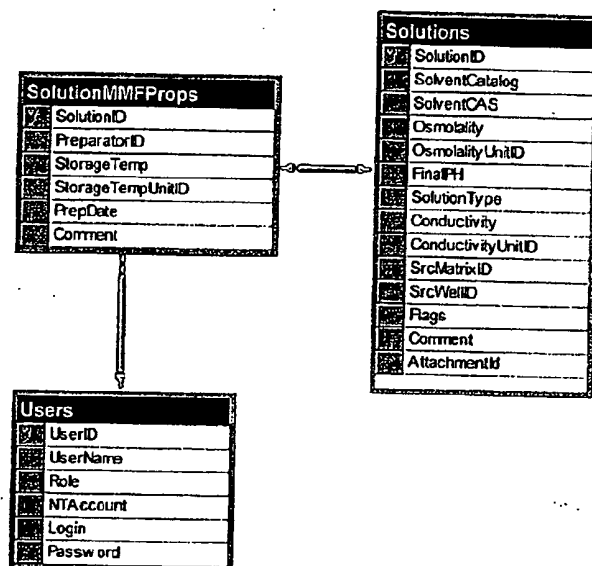 SolutionMMFProps
SolutionID
PreparatorID
StorageTemp
StorageTempUnitID
PrepDate
Comment
Solutions
SolutionID
SolventCatalog
SolventCAS
Osmolality
OsmolalityUnitID
FinalPH
SolutionType
Conductivity
ConductivityUnitID
SrcMatrixID
SrcWellID
Flags
Comment
AttachmentId
Users
UserID
UserName
Role
NTAccount
Login
Password